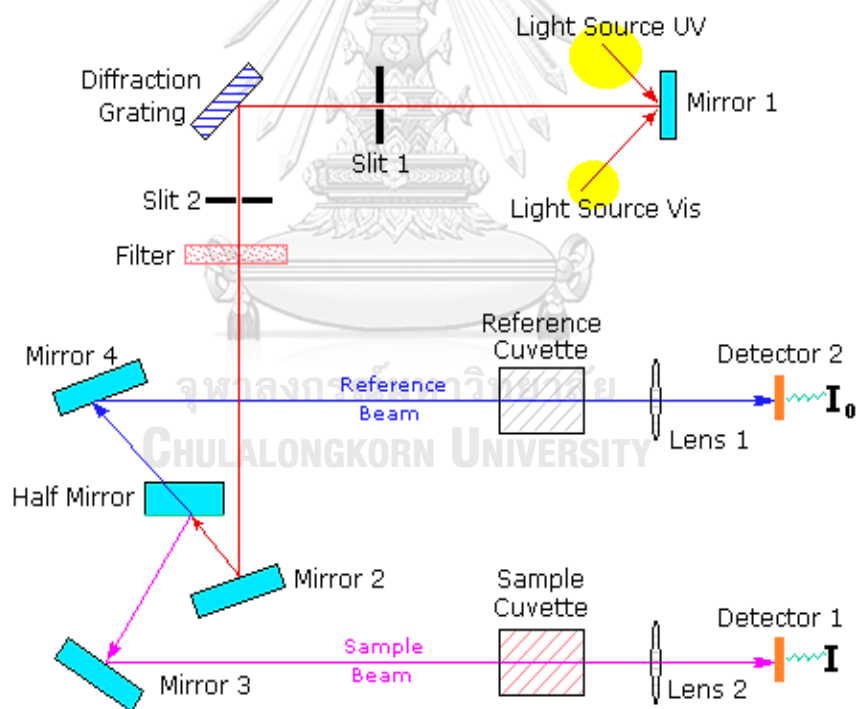 Light Source UV
Diffraction
Grating
Mirror 1
Slit 1
Slit 2
Light Source Vis
Filter
Reference
Cuvette
Mirror 4
Detector 2
จุฬาลงกรณ์มหาวิทยาลัย
Reference
Beam
I0
CHULALONGKORN UNIVERSITY
Lens 1
Half Mirror
Mirror 2
Sample
Cuvette
Detector 1
Sample
Beam
I
Mirror 3
Lens 2